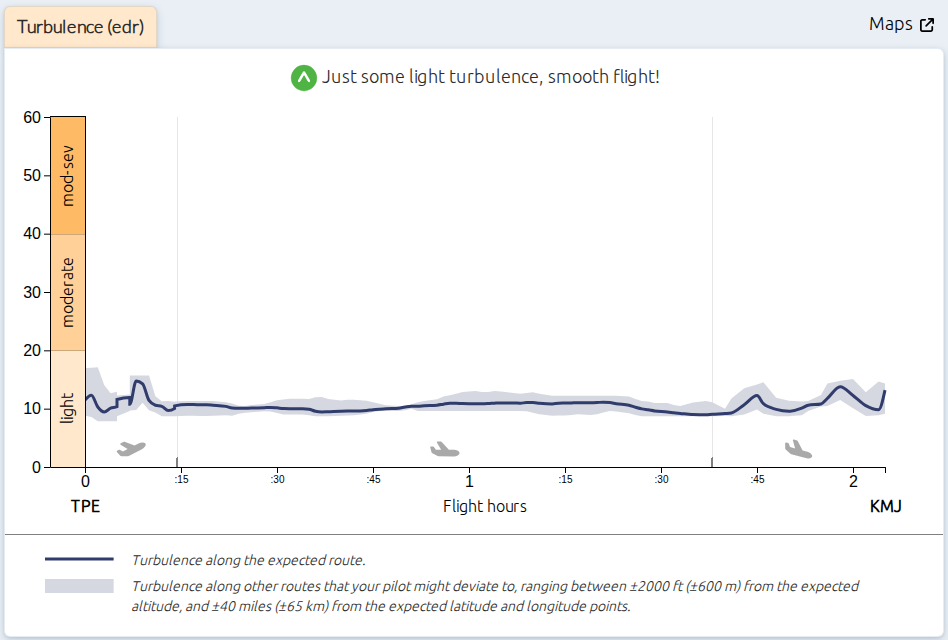 Turbulence (edr)
Maps
Just some light turbulence, smooth flight!
60
50
40
30
20
10
0
mod-sev
moderate
light
0
:15
:30
:45
1
:15
:30
:45
2
TPE
Flight hours
KMJ
Turbulence along the expected route.
Turbulence along other routes that your pilot might deviate to, ranging between ±2000 ft (±600 m) from the expected
altitude, and ±40 miles (±65 km) from the expected latitude and longitude points.